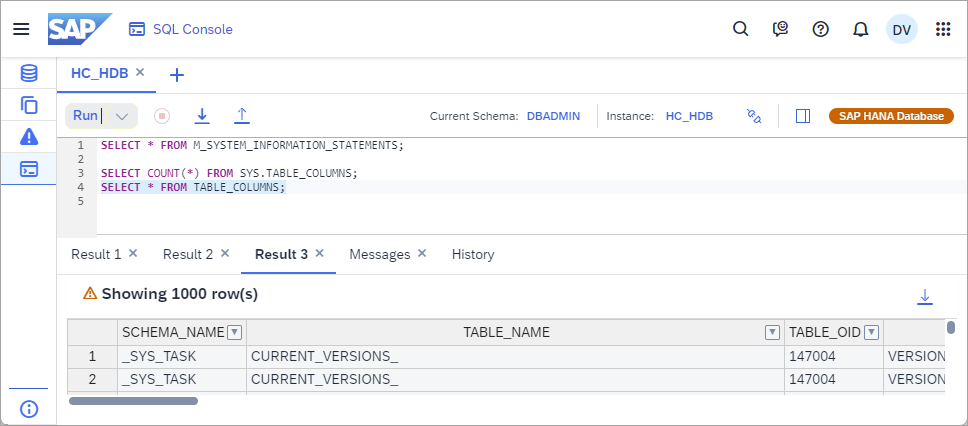 SAP SQL Console DV
HC_HDB
Run Current Schema: DBADMIN Instance: HC_HDB SAP HANA Database
1 SELECT * FROM M_SYSTEM_INFORMATION_STATEMENTS;
2
3 SELECT COUNT(*) FROM SYS.TABLE_COLUMNS;
4 SELECT * FROM TABLE_COLUMNS;
5
Result 1 Result 2 Result 3 Messages History
Showing 1000 row(s)
SCHEMA_NAME TABLE_NAME TABLE_OID
1 _SYS_TASK CURRENT_VERSIONS_ 147004 VERSION
2 _SYS_TASK CURRENT_VERSIONS_ 147004 VERSION